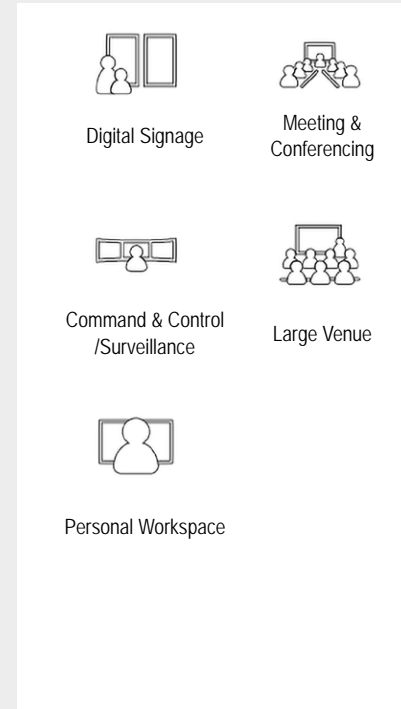 Digital Signage
Meeting &
Conferencing
Command & Control
/Surveillance
Large Venue
Personal Workspace